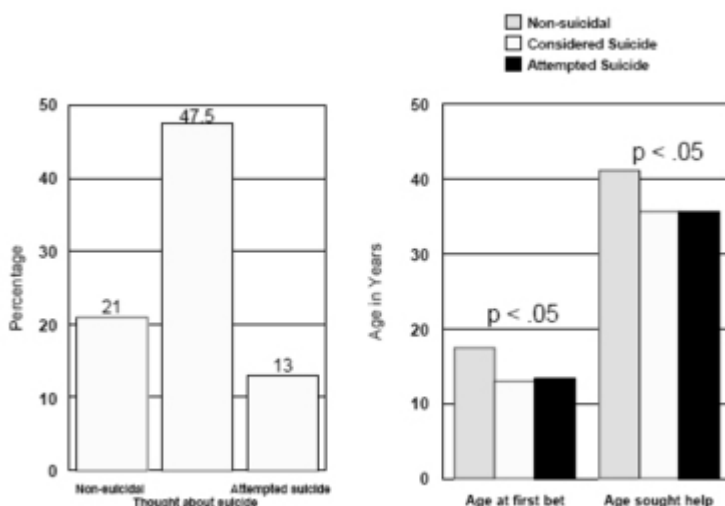 Non-suicidal
Considered Suicide
Attempted Suicide
50
40
30
20
10
0
Percentage
21
47.5
13
Non-suicidal
Thought about suicide
Attempted suicide
50
40
30
20
10
0
Age in Years
p < .05
p < .05
Age at first bet
Age sought help